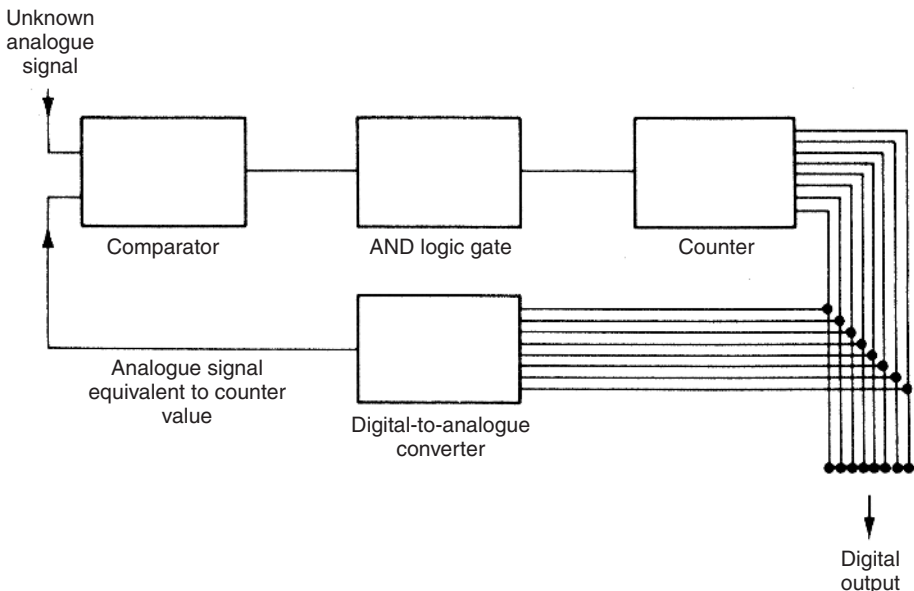 Unknown
analogue
signal
Comparator
AND logic gate
Counter
Analogue signal
equivalent to counter
value
Digital-to-analogue
converter
Digital
output